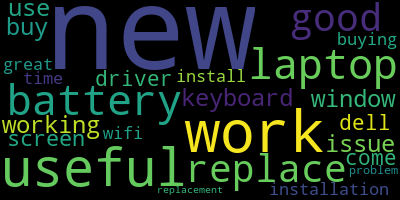 use
new
good
buy
buying
great
laptop
time
driver
install
battery
keyboard
window
working
wifi
work
dell
screen
issue
useful
replace
come
problem
replacement
installation